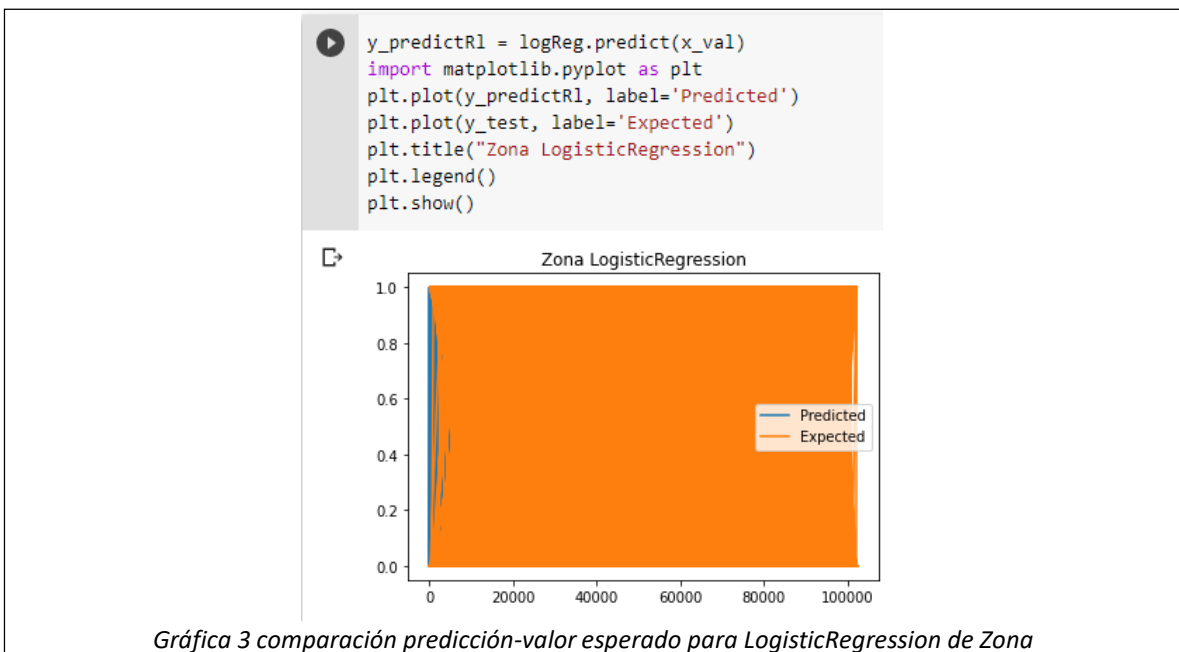 y_predictRl = logReg.predict(x_val)
import matplotlib.pyplot as plt
plt.plot(y_predictRl, label='Predicted')
plt.plot(y_test, label='Expected')
plt.title("Zona LogisticRegression")
plt.legend()
plt.show()
Zona LogisticRegression
1.0
0.8
0.6
0.4
0.2
0.0
Predicted
Expected
0 20000 40000 60000 80000 100000
Gráfica 3 comparación predicción-valor esperado para LogisticRegression de Zona